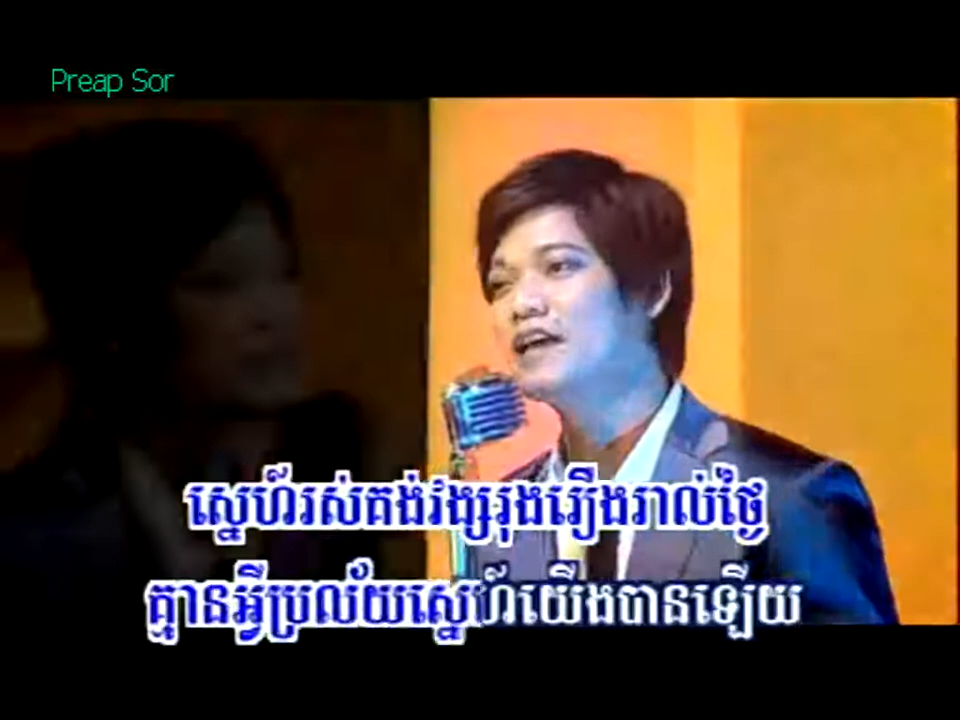 Preap Sor
ស្នេហ៍រស់គង់វង្សរុងរឿងរាល់ថ្ងៃ
គ្មានអ្វីប្រល័យស្នេហ៍យើងបានឡើយ